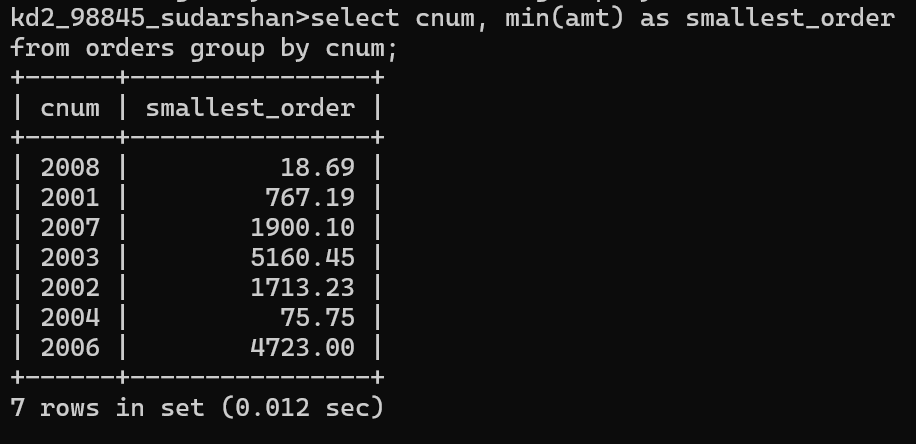 kd2_98845_sudarshan>select cnum, min(amt) as smallest_order
from orders group by cnum;
+------+----------------+
| cnum | smallest_order |
+------+----------------+
| 2008 |          18.69 |
| 2001 |         767.19 |
| 2007 |        1900.10 |
| 2003 |        5160.45 |
| 2002 |        1713.23 |
| 2004 |          75.75 |
| 2006 |        4723.00 |
+------+----------------+
7 rows in set (0.012 sec)